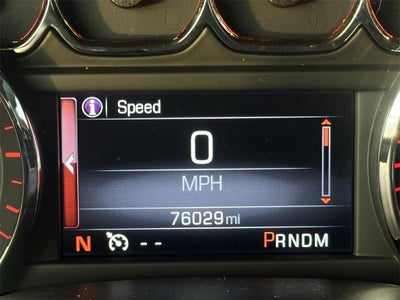 i Speed
0
MPH
76029 mi
N -- PRNDM